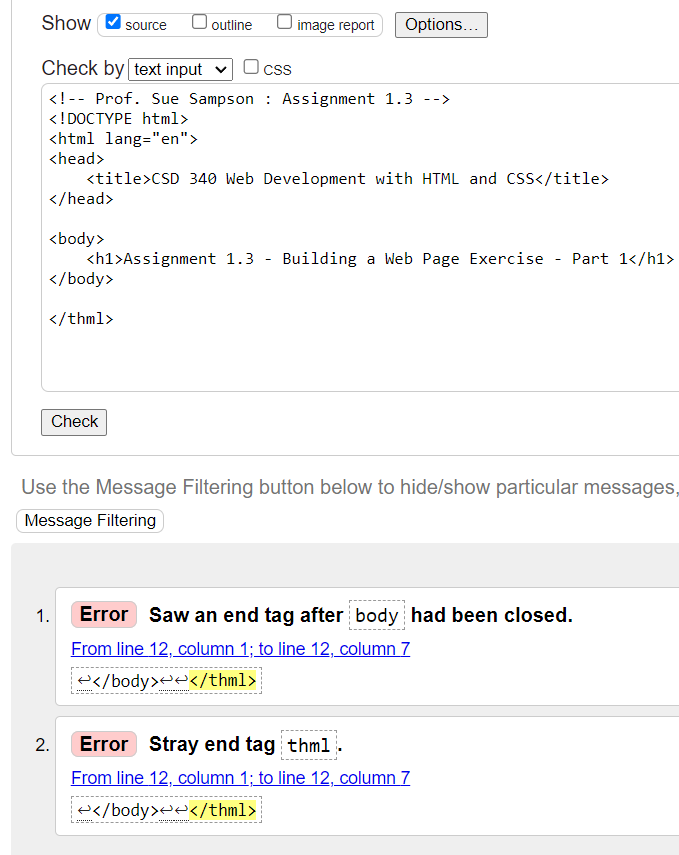 Show source outline image report Options...
Check by text input CSS
<!-- Prof. Sue Sampson : Assignment 1.3 -->
<!DOCTYPE html>
<html lang="en">
<head>
    <title>CSD 340 Web Development with HTML and CSS</title>
</head>
<body>
    <h1>Assignment 1.3 - Building a Web Page Exercise - Part 1</h1>
</body>
</thml>
Check
Use the Message Filtering button below to hide/show particular messages,
Message Filtering
1. Error Saw an end tag after body had been closed.
From line 12, column 1; to line 12, column 7
↩</body>↩↩</thml>
2. Error Stray end tag thml.
From line 12, column 1; to line 12, column 7
↩</body>↩↩</thml>